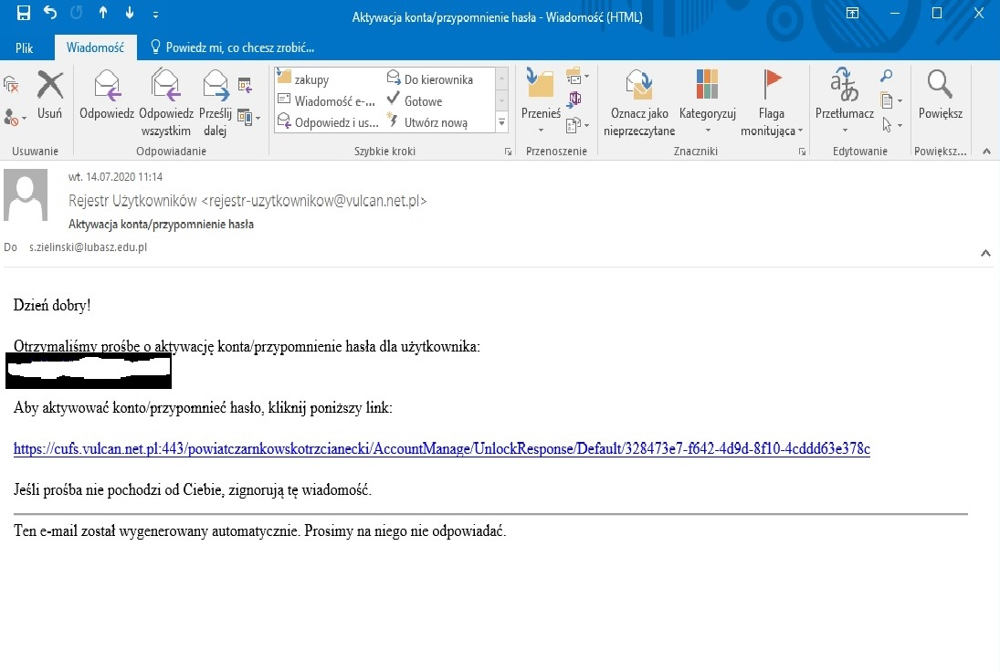 Aktywacja konta/przypomnienie hasła - Wiadomość (HTML)
Plik Wiadomość Powiedz mi, co chcesz zrobić...
Usuń
Odpowiedz Odpowiedz wszystkim Prześlij dalej
zakupy Do kierownika
Wiadomość e-... Gotowe
Odpowiedz i us... Utwórz nową
Przenieś
Oznacz jako nieprzeczytane Kategoryzuj Flaga monitująca
Przetłumacz
Powiększ
Usuwanie Odpowiadanie Szybkie kroki Przenoszenie Znaczniki Edytowanie Powiększ...
wt. 14.07.2020 11:14
Rejestr Użytkowników <rejestr-uzytkownikow@vulcan.net.pl>
Aktywacja konta/przypomnienie hasła
Do s.zielinski@lubasz.edu.pl
Dzień dobry!
Otrzymaliśmy prośbe o aktywację konta/przypomnienie hasła dla użytkownika:
Aby aktywować konto/przypomnieć hasło, kliknij poniższy link:
https://cufs.vulcan.net.pl:443/powiatczarnkowskotrzcianecki/AccountManage/UnlockResponse/Default/328473e7-f642-4d9d-8f10-4cddd63e378c
Jeśli prośba nie pochodzi od Ciebie, zignorują tę wiadomość.
Ten e-mail został wygenerowany automatycznie. Prosimy na niego nie odpowiadać.